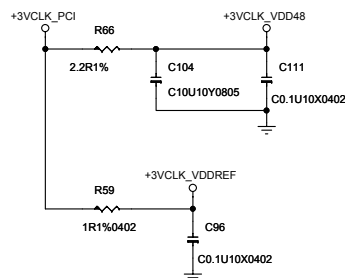 +3VCLK_PCI
+3VCLK_VDD48
R66
2.2R1%
C104
C10U10Y0805
C111
C0.1U10X0402
R59
1R1%0402
+3VCLK_VDDREF
C96
C0.1U10X0402